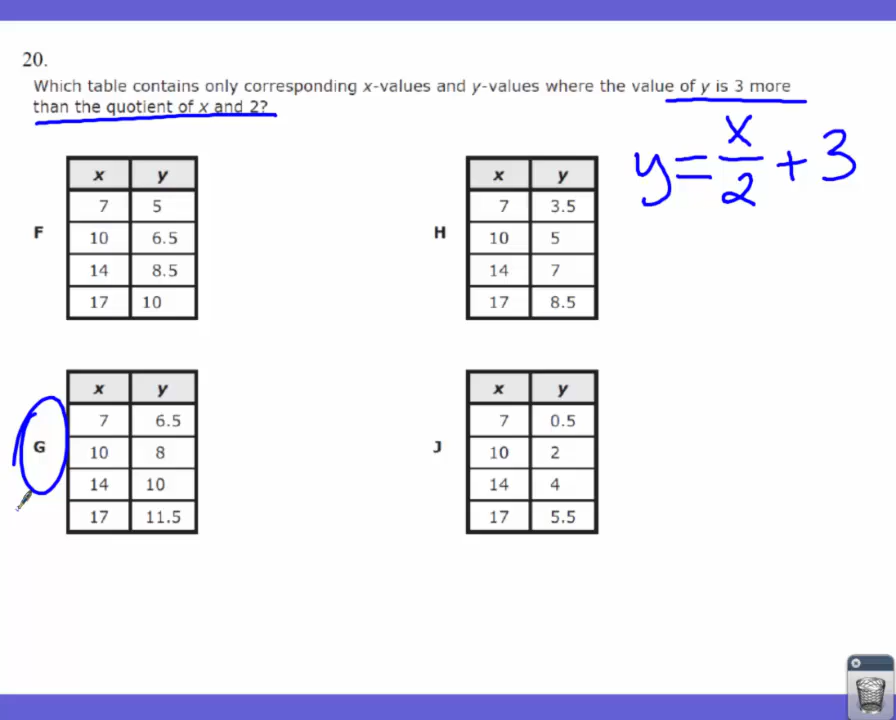 20.
Which table contains only corresponding x-values and y-values where the value of y is 3 more
than the quotient of x and 2?
y = x/2 + 3
F
x y
7 5
10 6.5
14 8.5
17 10
H
x y
7 3.5
10 5
14 7
17 8.5
G
x y
7 6.5
10 8
14 10
17 11.5
J
x y
7 0.5
10 2
14 4
17 5.5